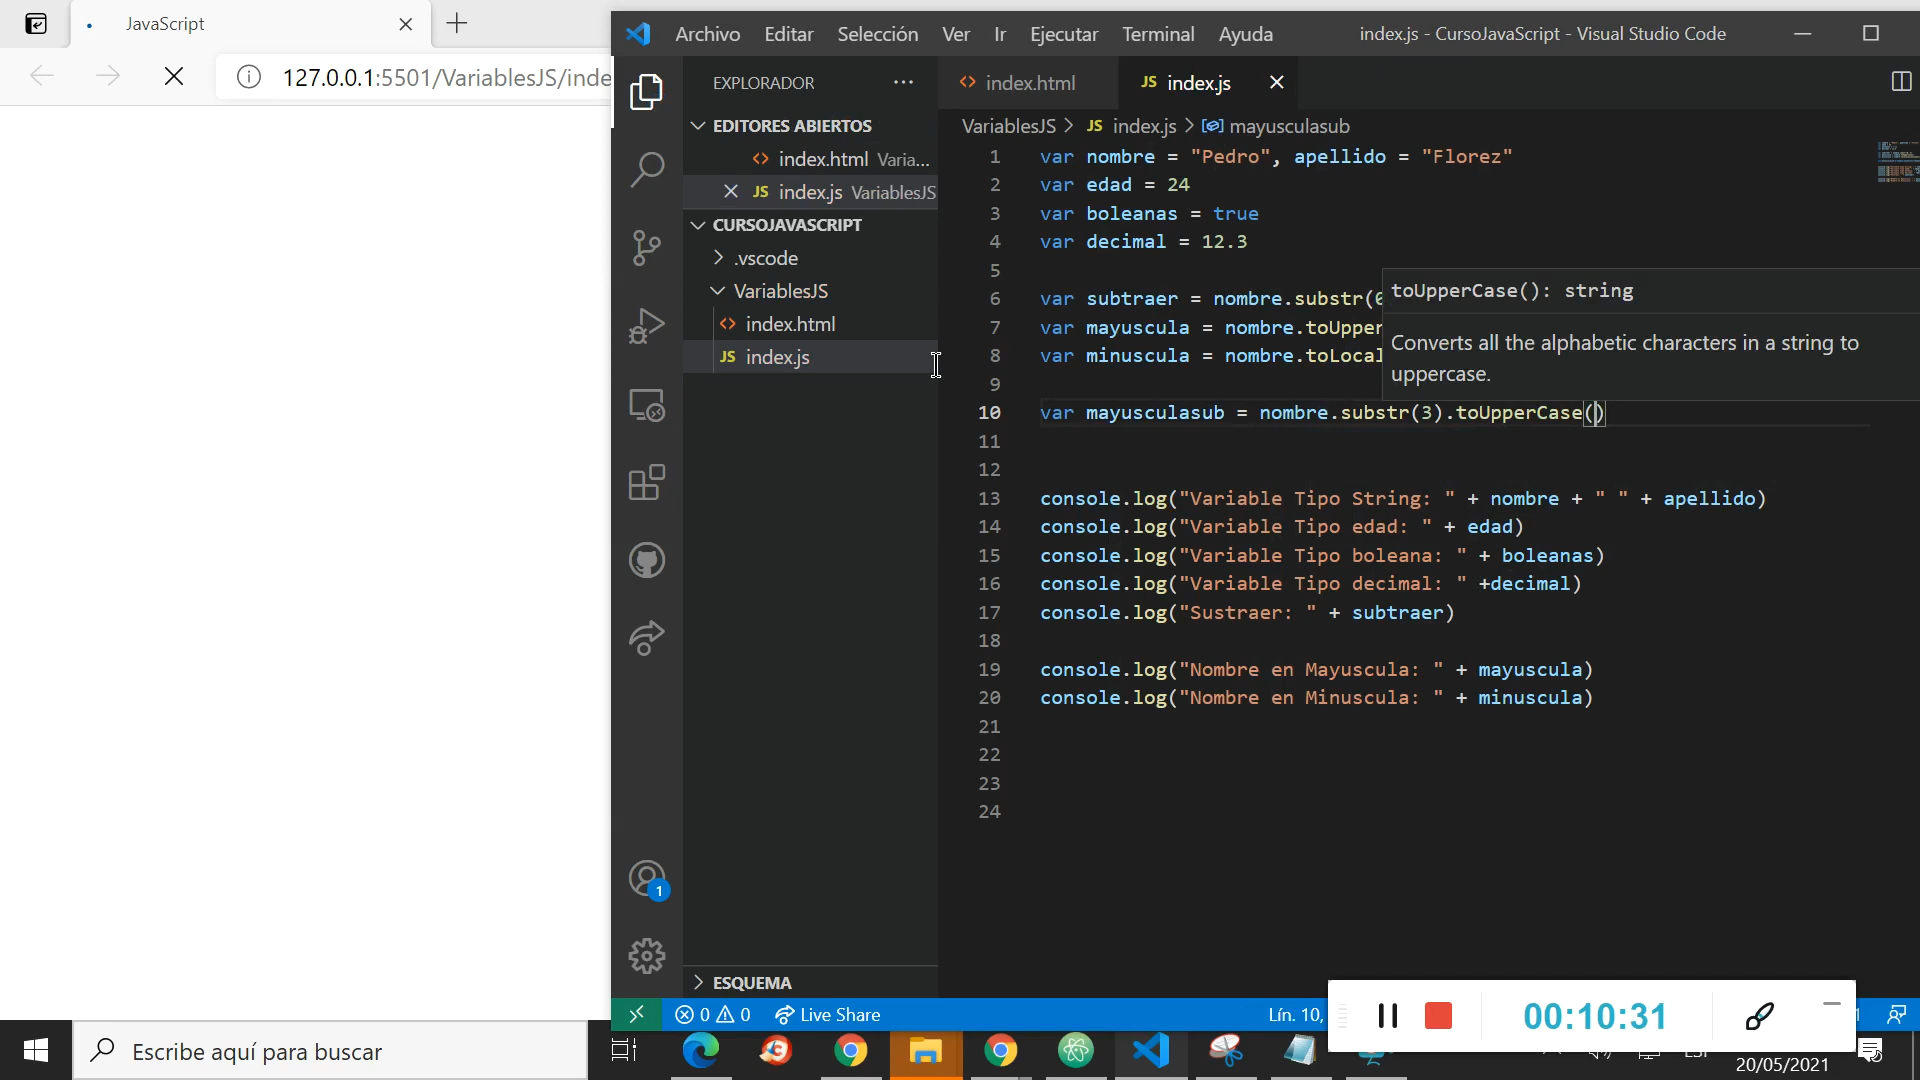 JavaScript
127.0.0.1:5501/VariablesJS/inde
Archivo Editar Selección Ver Ir Ejecutar Terminal Ayuda
index.js - CursoJavaScript - Visual Studio Code
EXPLORADOR
EDITORES ABIERTOS
index.html Varia...
JS index.js VariablesJS
CURSOJAVASCRIPT
.vscode
VariablesJS
index.html
JS index.js
ESQUEMA
index.html
JS index.js
VariablesJS > JS index.js > mayusculasub
1 var nombre = "Pedro", apellido = "Florez"
2 var edad = 24
3 var boleanas = true
4 var decimal = 12.3
5
6 var subtraer = nombre.substr(
7 var mayuscula = nombre.toUpper
8 var minuscula = nombre.toLocal
9
10 var mayusculasub = nombre.substr(3).toUpperCase()
11
12
13 console.log("Variable Tipo String: " + nombre + " " + apellido)
14 console.log("Variable Tipo edad: " + edad)
15 console.log("Variable Tipo boleana: " + boleanas)
16 console.log("Variable Tipo decimal: " +decimal)
17 console.log("Sustraer: " + subtraer)
18
19 console.log("Nombre en Mayuscula: " + mayuscula)
20 console.log("Nombre en Minuscula: " + minuscula)
21
22
23
24
toUpperCase(): string
Converts all the alphabetic characters in a string to
uppercase.
1
0 0 Live Share
Lín. 10,
00:10:31
Escribe aquí para buscar
20/05/2021